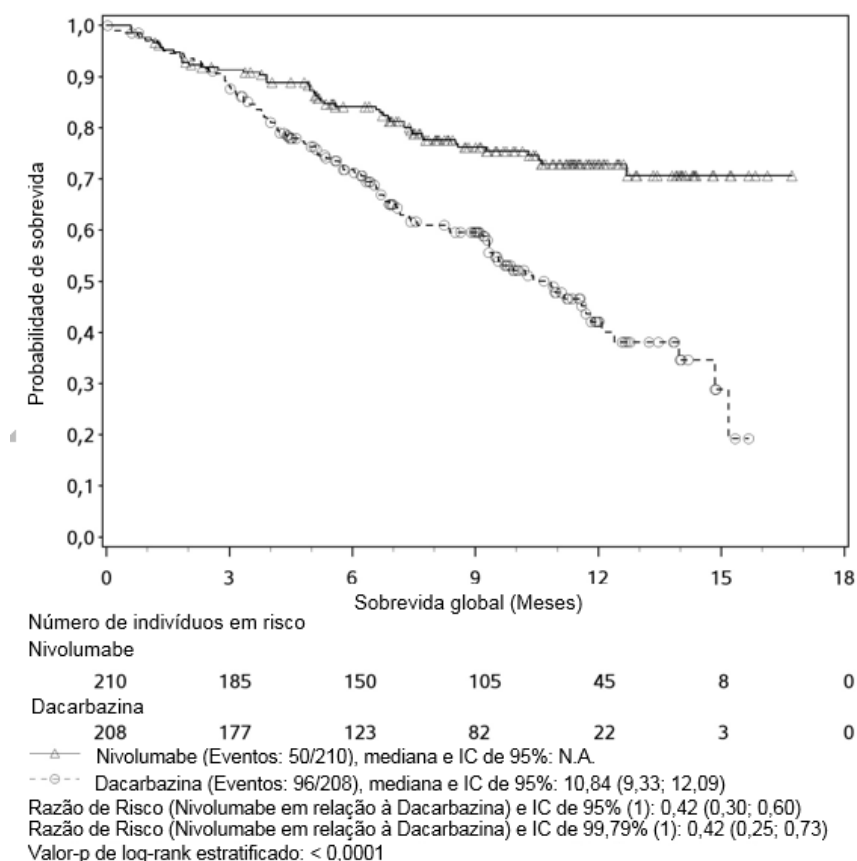 1,0
0,9
0,8
0,7
0,6
0,5
0,4
0,3
0,2
0,1
0,0
Probabilidade de sobrevida
0 3 6 9 12 15 18
Sobrevida global (Meses)
Número de indivíduos em risco
Nivolumabe
210 185 150 105 45 8 0
Dacarbazina
208 177 123 82 22 3 0
Nivolumabe (Eventos: 50/210), mediana e IC de 95%: N.A.
Dacarbazina (Eventos: 96/208), mediana e IC de 95%: 10,84 (9,33; 12,09)
Razão de Risco (Nivolumabe em relação à Dacarbazina) e IC de 95% (1): 0,42 (0,30; 0,60)
Razão de Risco (Nivolumabe em relação à Dacarbazina) e IC de 99,79% (1): 0,42 (0,25; 0,73)
Valor-p de log-rank estratificado: < 0,0001